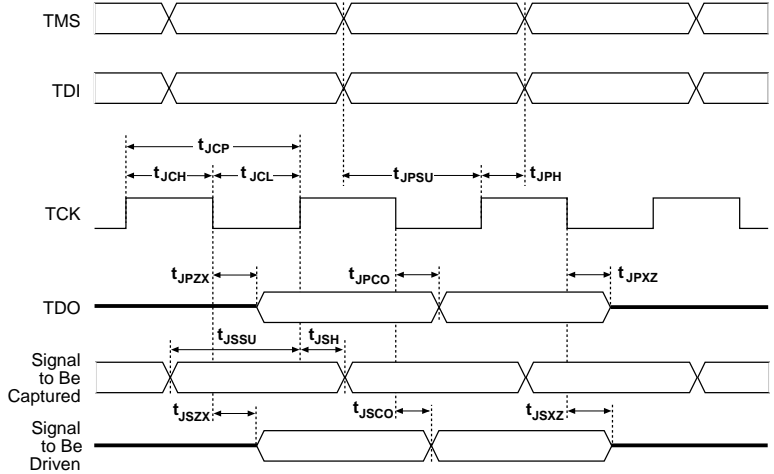 TMS
TDI
tJCP
tJCH tJCL tJPSU tJPH
TCK
tJPZX tJPCO tJPXZ
TDO
tJSSU tJSH
Signal
to Be
Captured
tJSZX tJSCO tJSXZ
Signal
to Be
Driven